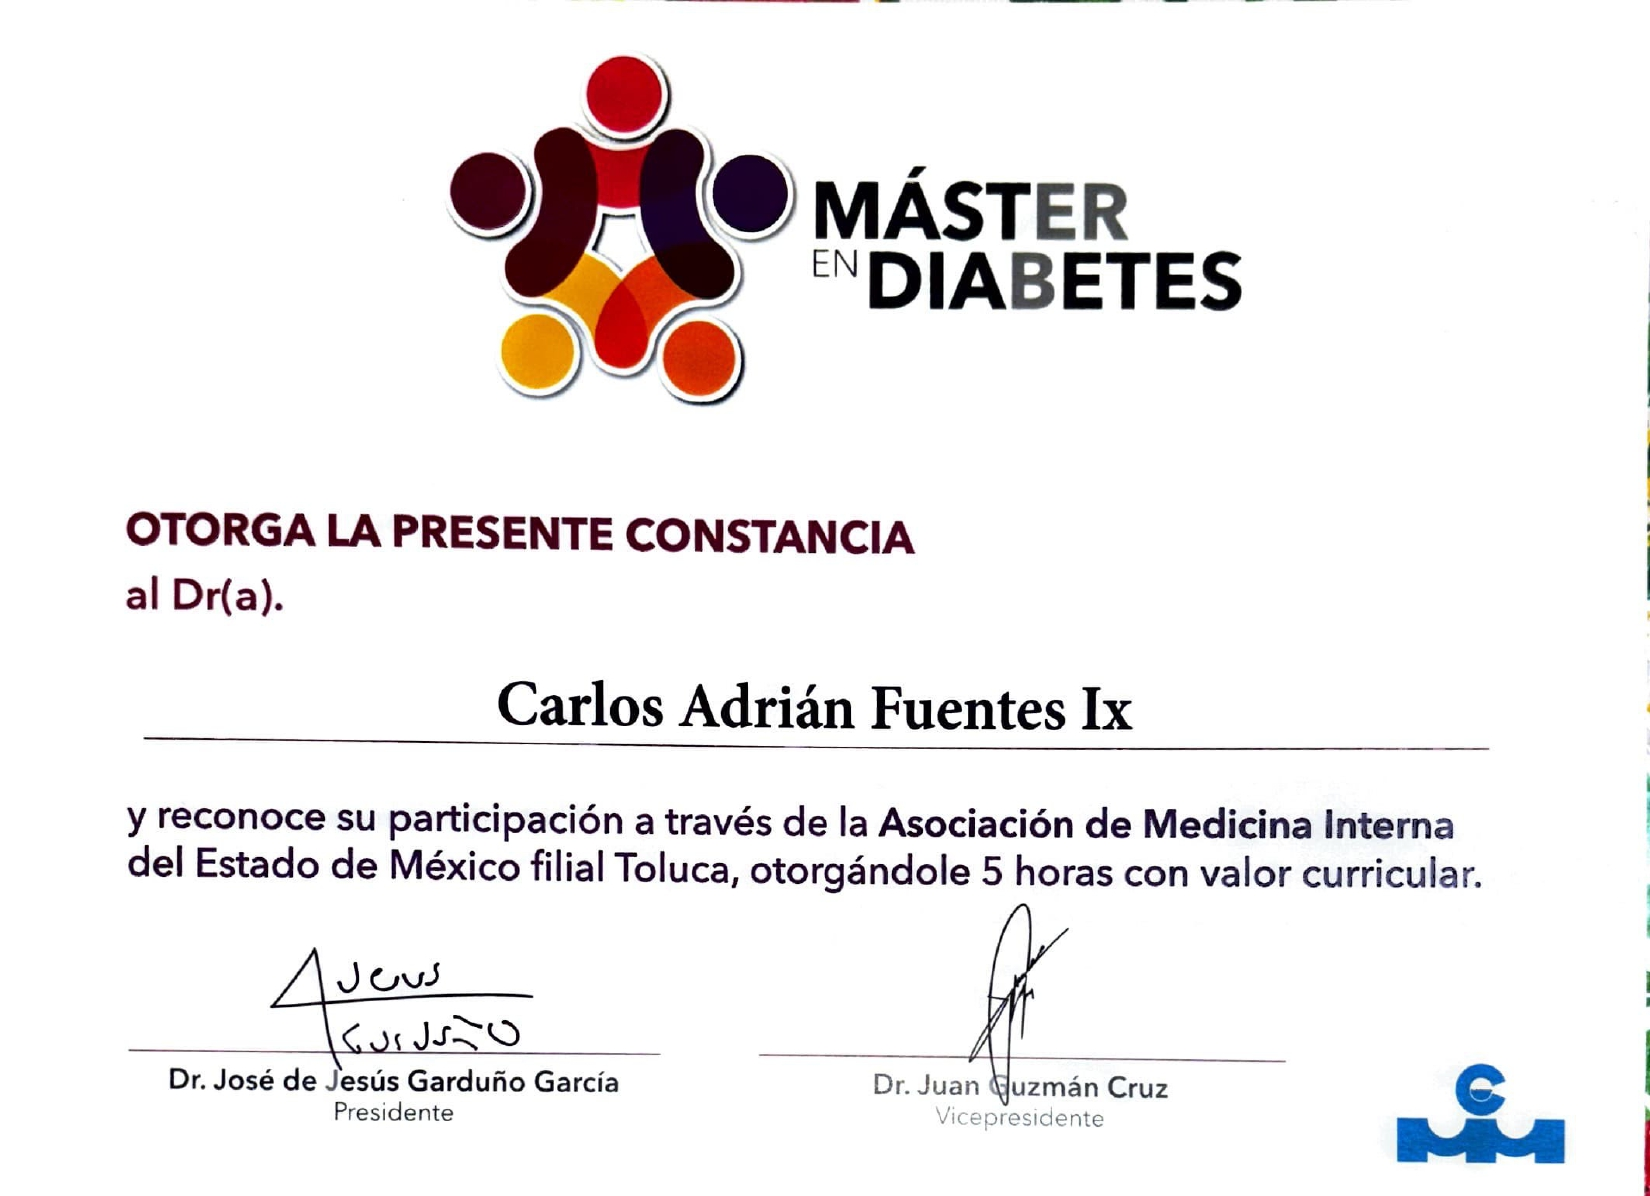 MÁSTER
EN DIABETES
OTORGA LA PRESENTE CONSTANCIA
al Dr(a).
Carlos Adrián Fuentes Ix
y reconoce su participación a través de la Asociación de Medicina Interna
del Estado de México filial Toluca, otorgándole 5 horas con valor curricular.
Dr. José de Jesús Garduño García
Presidente
Dr. Juan Guzmán Cruz
Vicepresidente